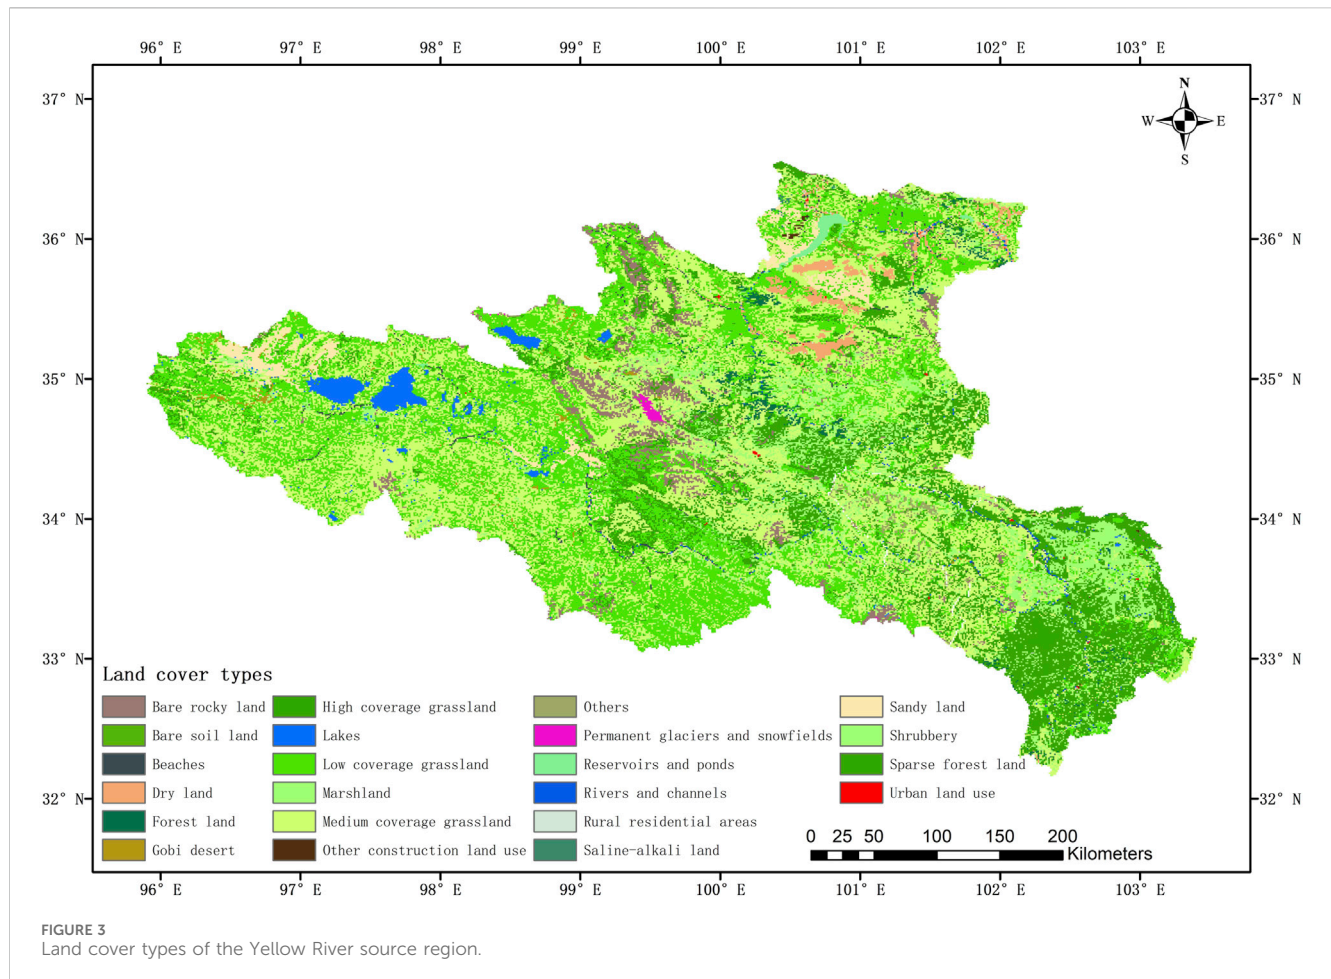 96° E 97° E 98° E 99° E 100° E 101° E 102° E 103° E
37° N 37° N
N
W E
S
36° N 36° N
35° N 35° N
34° N 34° N
33° N 33° N
32° N 32° N
Land cover types
Bare rocky land
Bare soil land
Beaches
Dry land
Forest land
Gobi desert
High coverage grassland
Lakes
Low coverage grassland
Marshland
Medium coverage grassland
Other construction land use
Others
Permanent glaciers and snowfields
Reservoirs and ponds
Rivers and channels
Rural residential areas
Saline-alkali land
Sandy land
Shrubbery
Sparse forest land
Urban land use
0 25 50 100 150 200
Kilometers
96° E 97° E 98° E 99° E 100° E 101° E 102° E 103° E
FIGURE 3
Land cover types of the Yellow River source region.